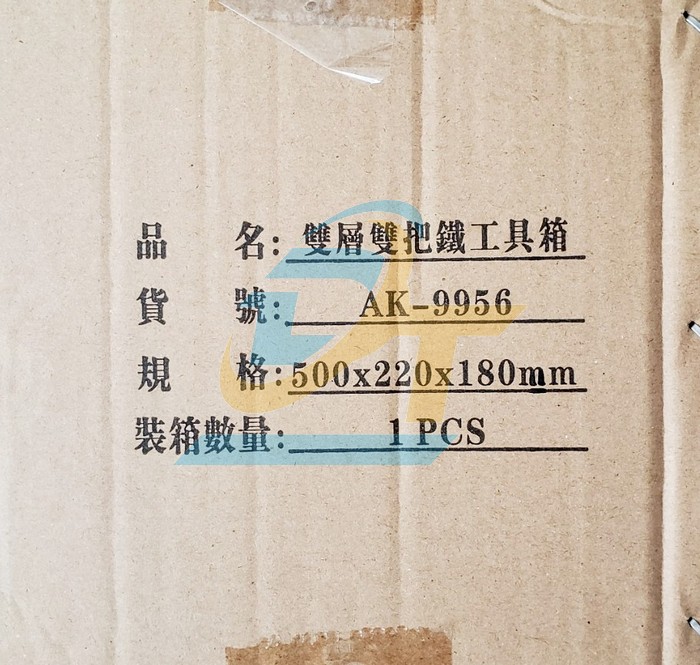 品 名: 雙層雙把鐵工具箱
貨 號: AK-9956
規 格: 500x220x180mm
裝箱數量: 1 PCS